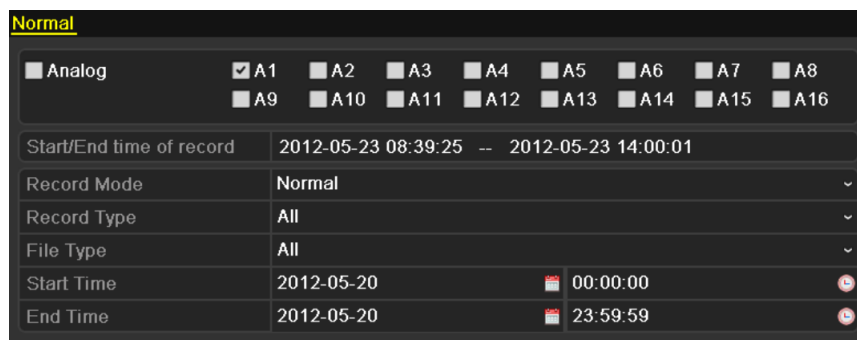 Normal
Analog A1 A2 A3 A4 A5 A6 A7 A8
A9 A10 A11 A12 A13 A14 A15 A16
Start/End time of record 2012-05-23 08:39:25 -- 2012-05-23 14:00:01
Record Mode Normal
Record Type All
File Type All
Start Time 2012-05-20 00:00:00
End Time 2012-05-20 23:59:59